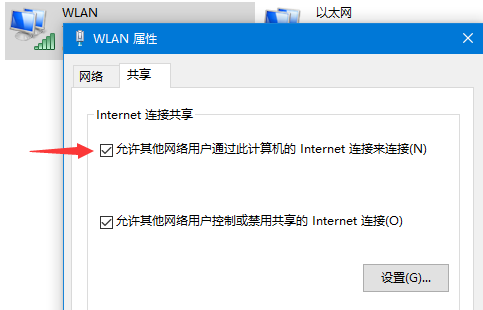 WLAN
以太网
WLAN 属性
网络
共享
Internet 连接共享
允许其他网络用户通过此计算机的 Internet 连接来连接(N)
允许其他网络用户控制或禁用共享的 Internet 连接(O)
设置(G)...